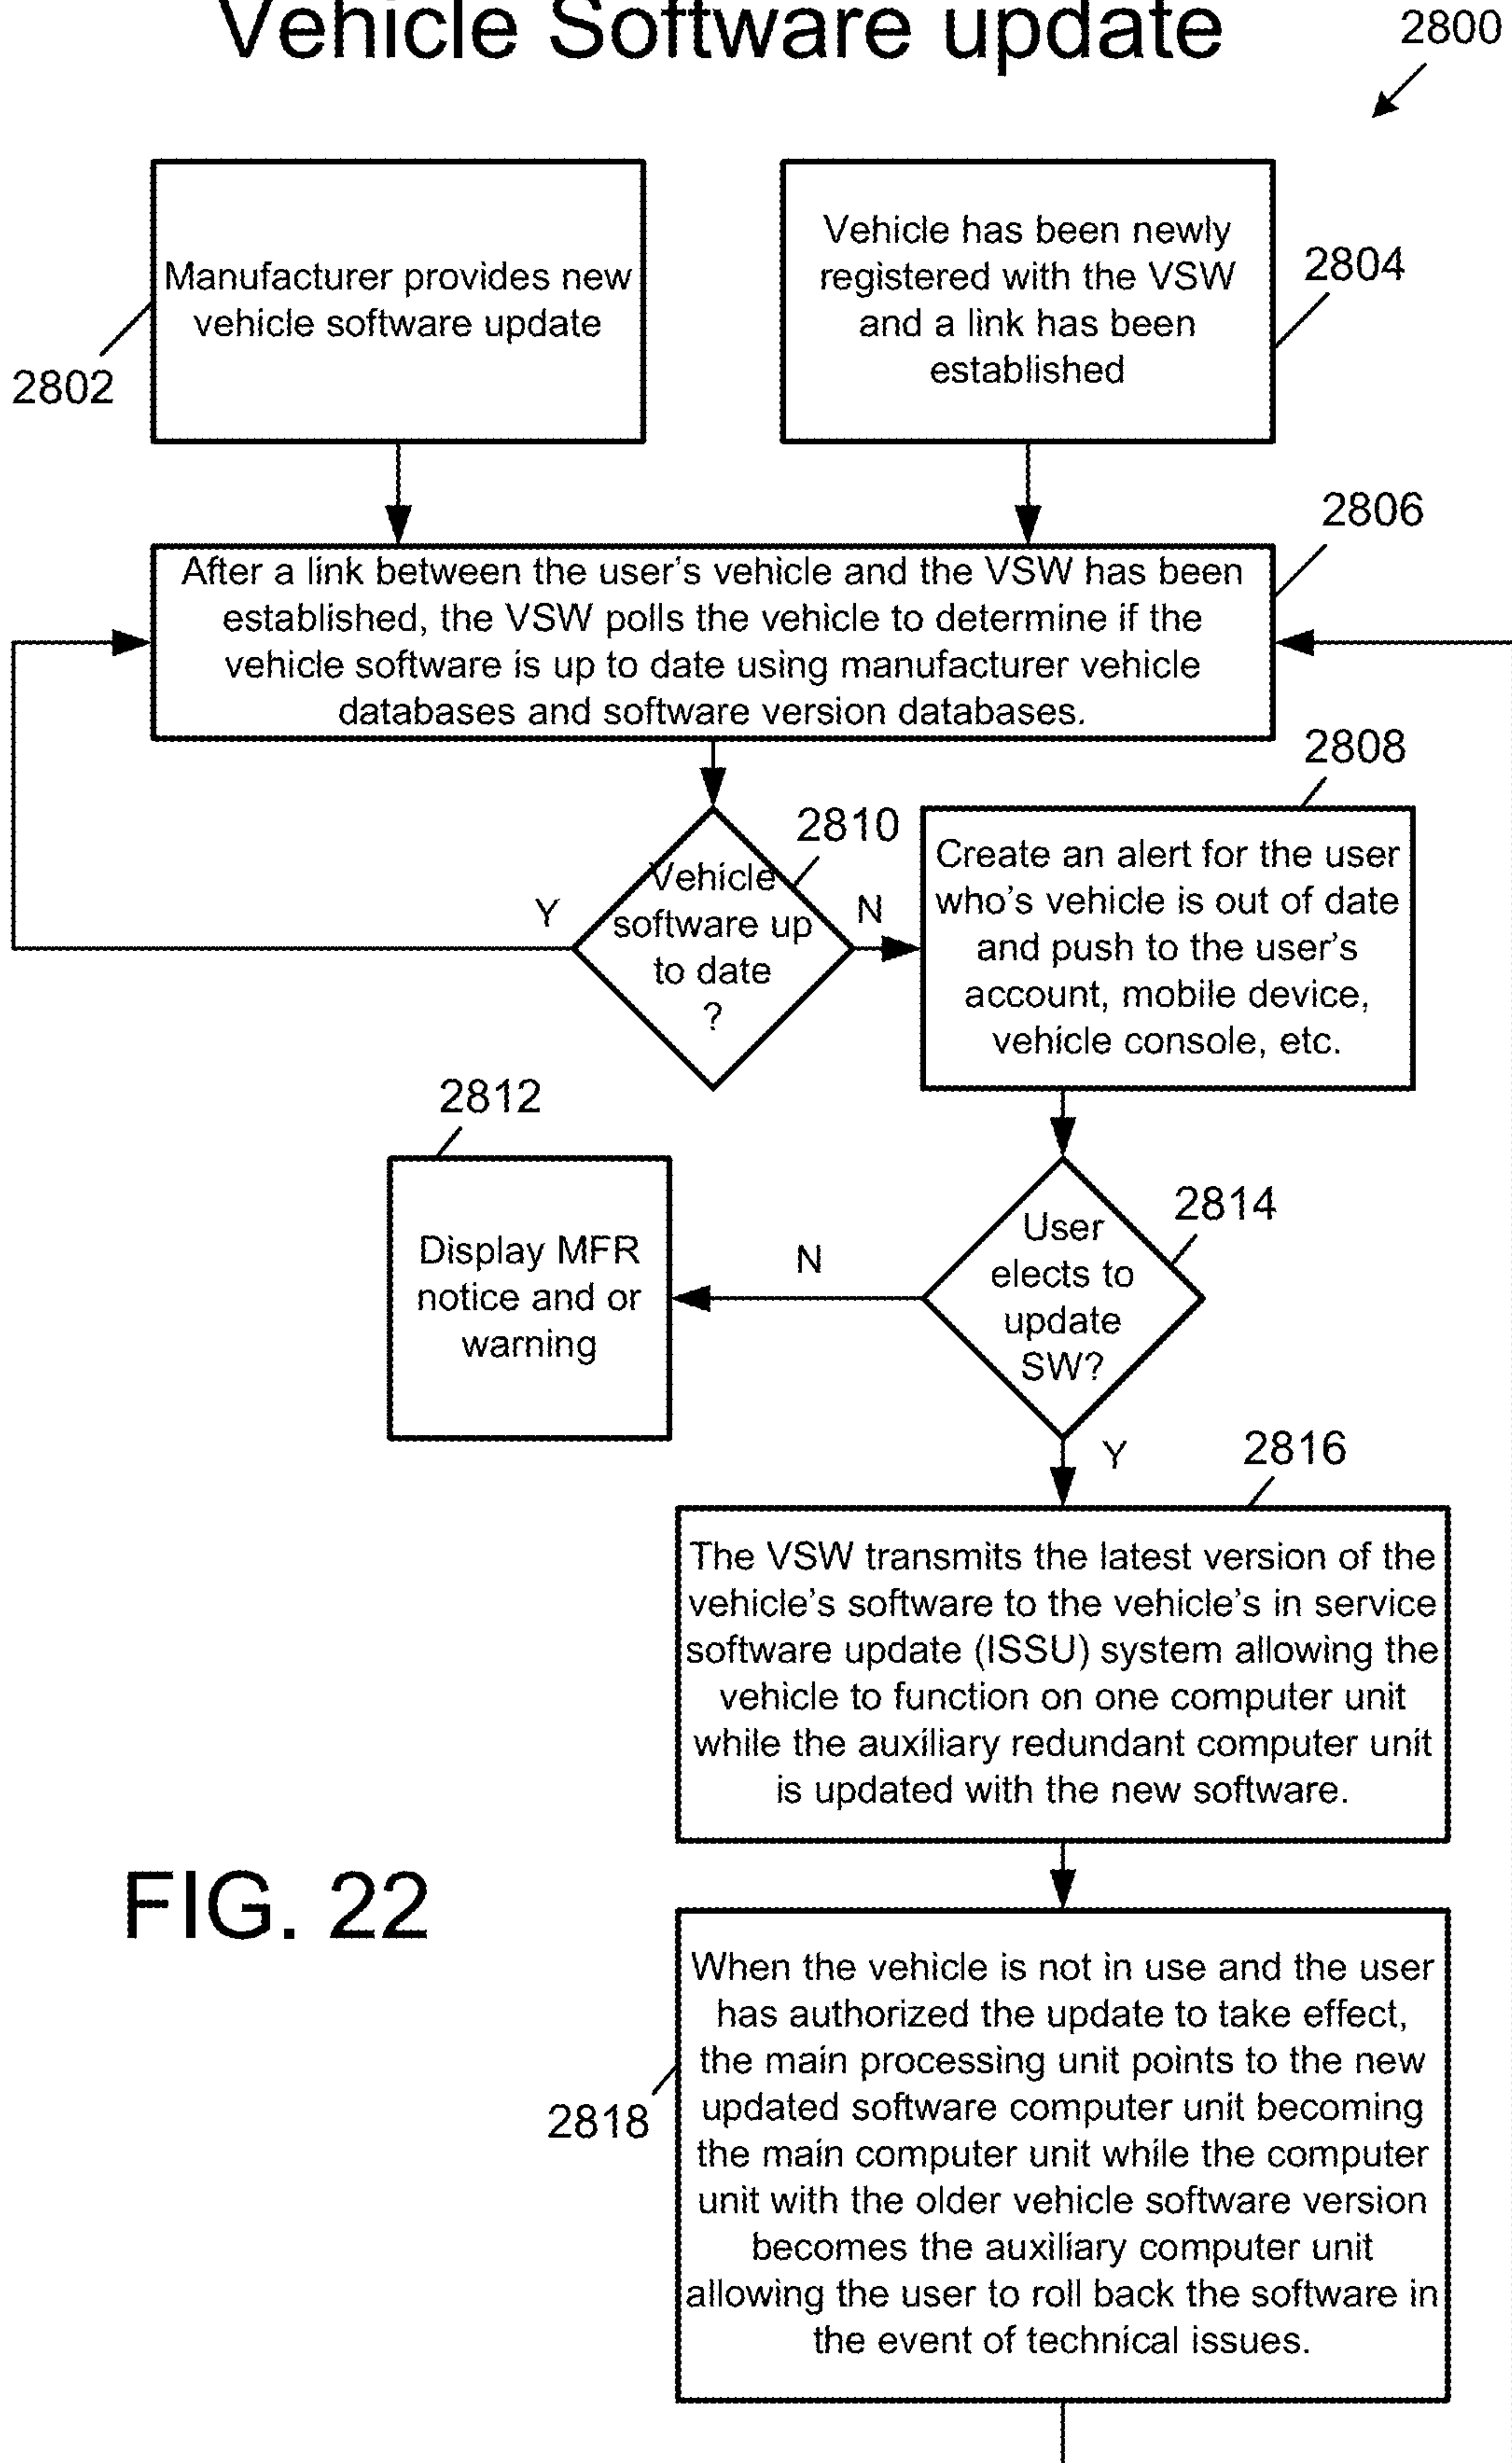 Vehicle Software update
2800
Manufacturer provides new
vehicle software update
2802
Vehicle has been newly
registered with the VSW
and a link has been
established
2804
2806
After a link between the user's vehicle and the VSW has been
established, the VSW polls the vehicle to determine if the
vehicle software is up to date using manufacturer vehicle
databases and software version databases.
2808
2810
Vehicle
software up
to date
?
Y
N
Create an alert for the user
who's vehicle is out of date
and push to the user's
account, mobile device,
vehicle console, etc.
2812
Display MFR
notice and or
warning
N
2814
User
elects to
update
SW?
Y
2816
The VSW transmits the latest version of the
vehicle's software to the vehicle's in service
software update (ISSU) system allowing the
vehicle to function on one computer unit
while the auxiliary redundant computer unit
is updated with the new software.
FIG. 22
When the vehicle is not in use and the user
has authorized the update to take effect,
the main processing unit points to the new
updated software computer unit becoming
the main computer unit while the computer
unit with the older vehicle software version
becomes the auxiliary computer unit
allowing the user to roll back the software in
the event of technical issues.
2818